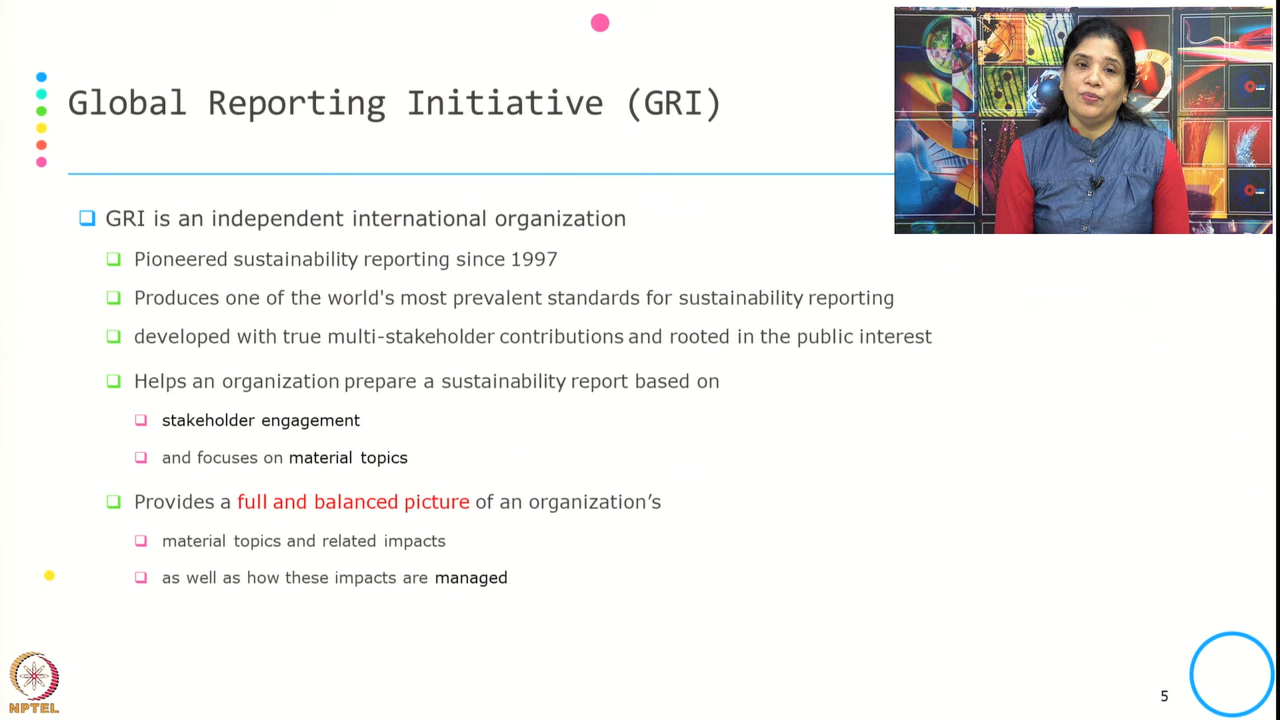 Global Reporting Initiative (GRI)
GRI is an independent international organization
Pioneered sustainability reporting since 1997
Produces one of the world's most prevalent standards for sustainability reporting
developed with true multi-stakeholder contributions and rooted in the public interest
Helps an organization prepare a sustainability report based on
stakeholder engagement
and focuses on material topics
Provides a full and balanced picture of an organization’s
material topics and related impacts
as well as how these impacts are managed
NPTEL
5